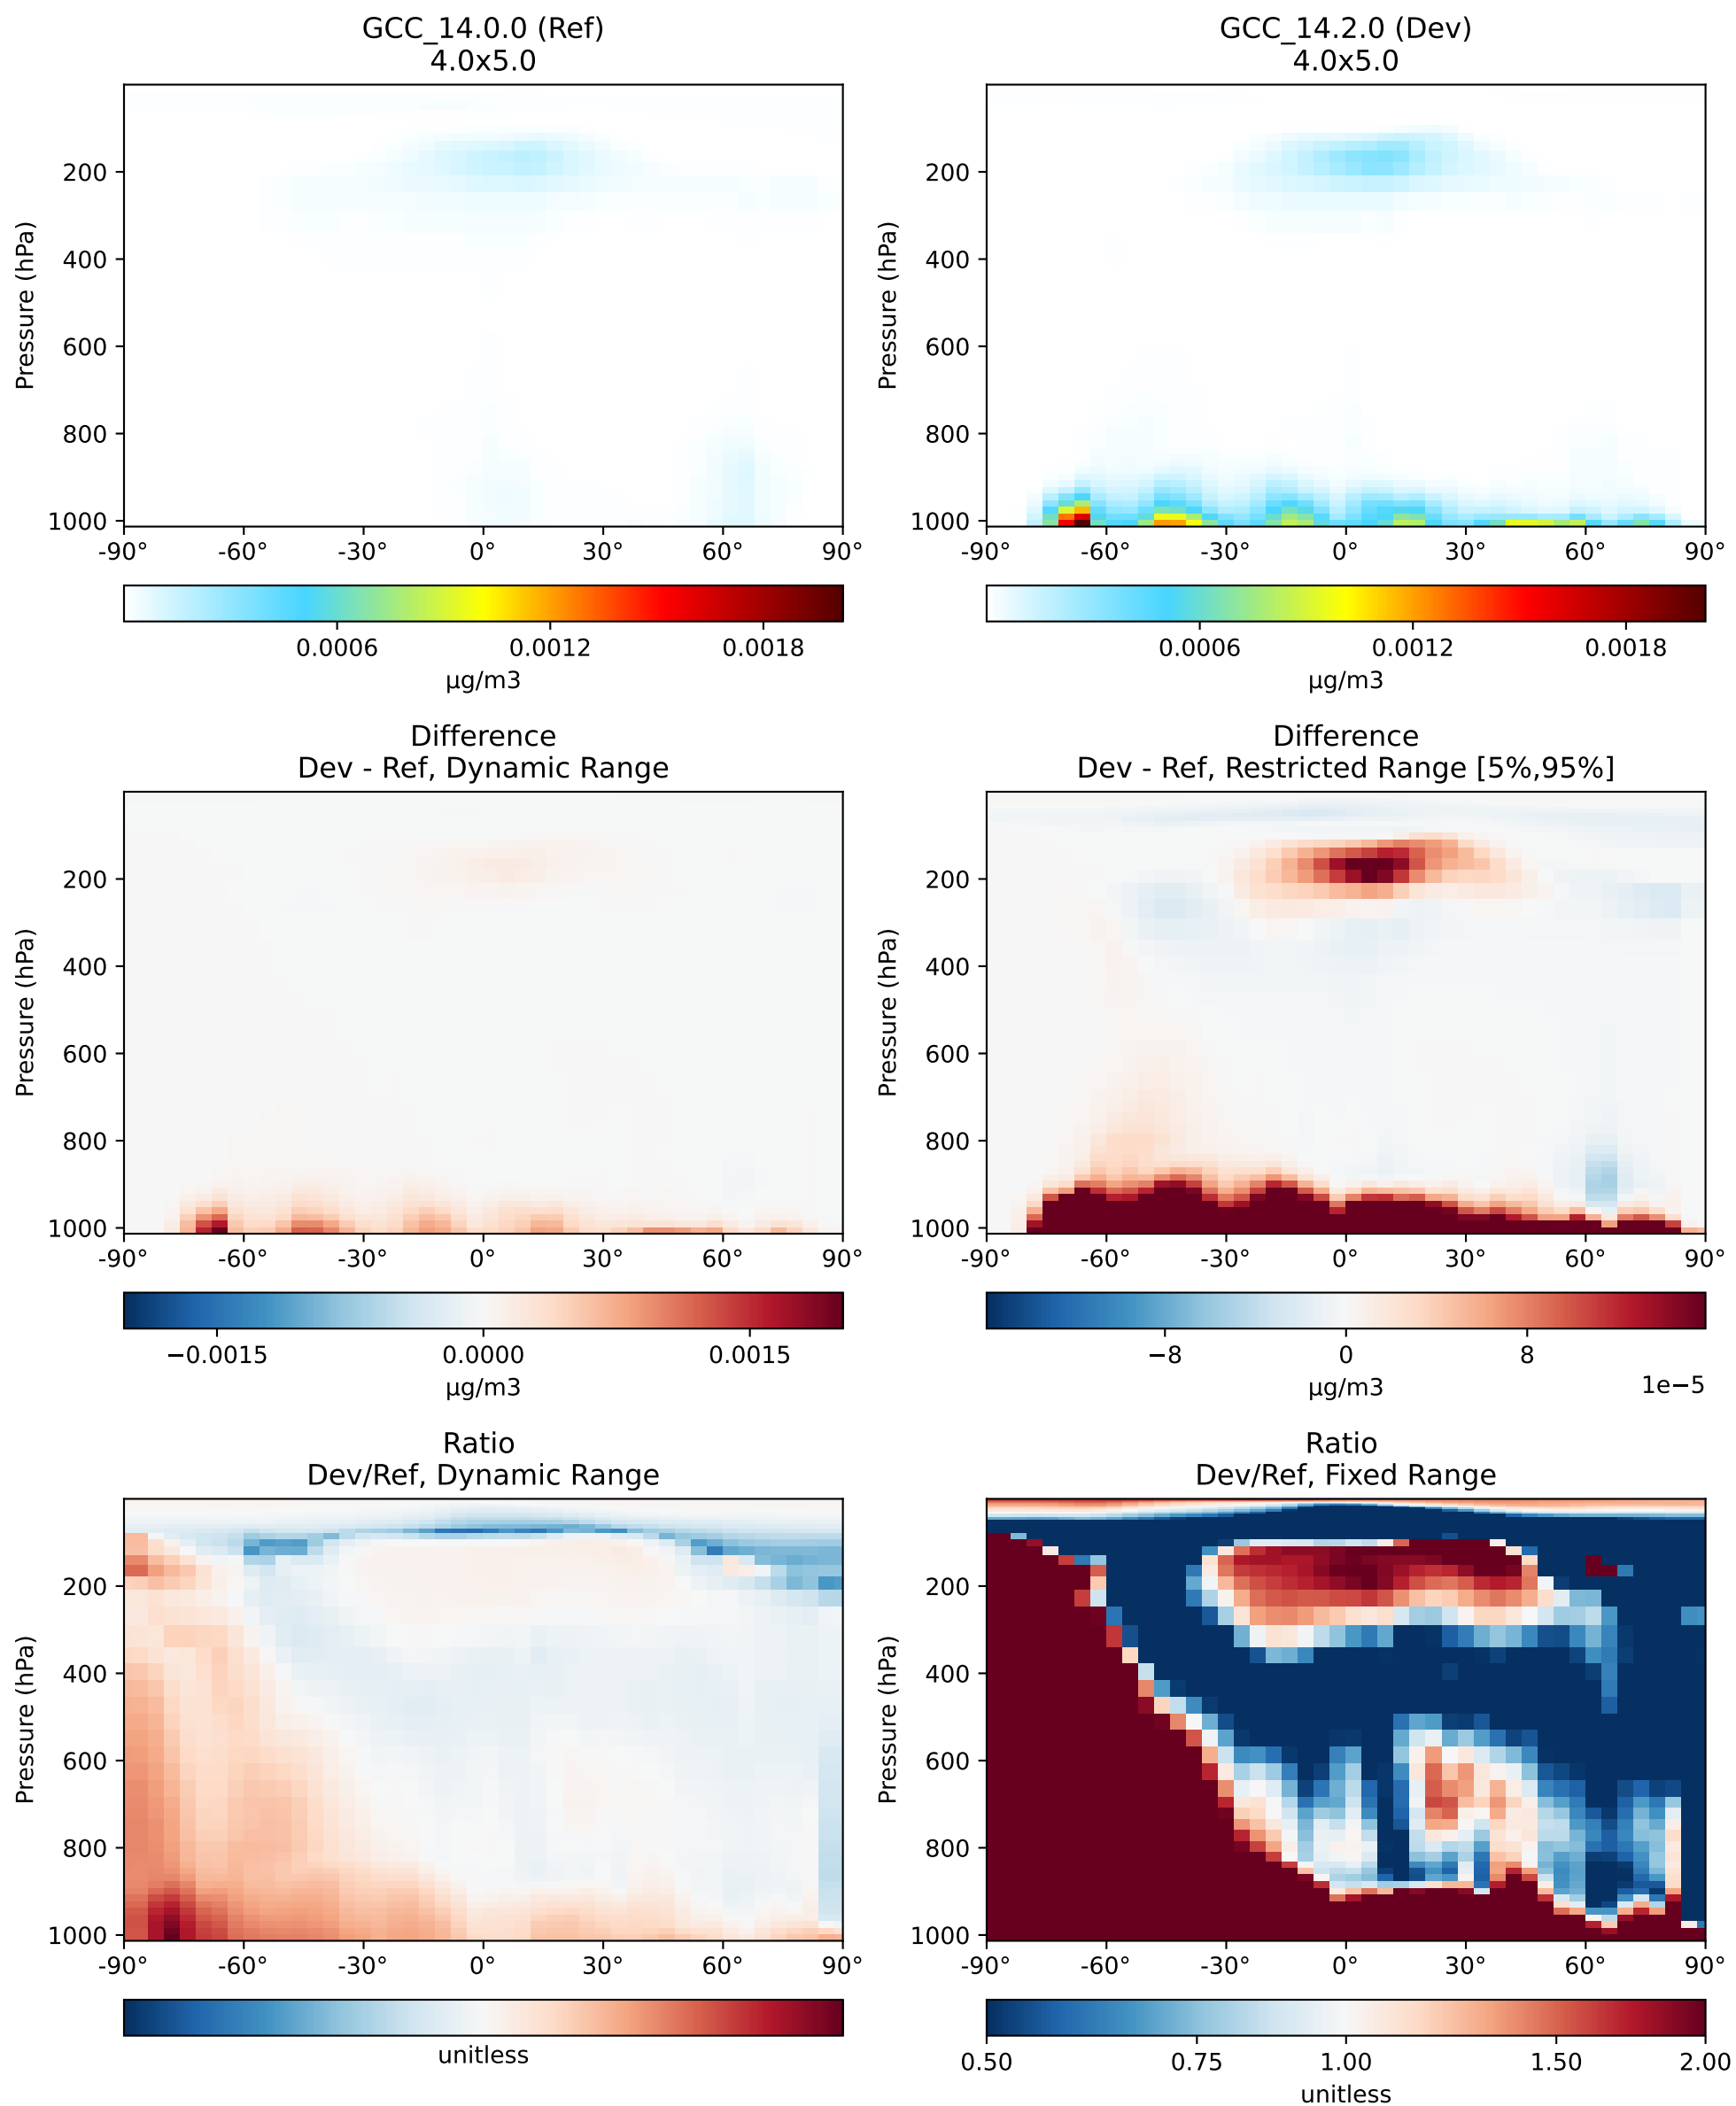 GCC_14.0.0 (Ref)
4.0x5.0
GCC_14.2.0 (Dev)
4.0x5.0
Pressure (hPa)
200
400
600
800
1000
-90° -60° -30° 0° 30° 60° 90°
0.0006 0.0012 0.0018
µg/m3
Pressure (hPa)
200
400
600
800
1000
-90° -60° -30° 0° 30° 60° 90°
0.0006 0.0012 0.0018
µg/m3
Difference
Dev - Ref, Dynamic Range
Pressure (hPa)
200
400
600
800
1000
-90° -60° -30° 0° 30° 60° 90°
−0.0015 0.0000 0.0015
µg/m3
Difference
Dev - Ref, Restricted Range [5%,95%]
Pressure (hPa)
200
400
600
800
1000
-90° -60° -30° 0° 30° 60° 90°
−8 0 8
µg/m3
1e−5
Ratio
Dev/Ref, Dynamic Range
Pressure (hPa)
200
400
600
800
1000
-90° -60° -30° 0° 30° 60° 90°
unitless
Ratio
Dev/Ref, Fixed Range
Pressure (hPa)
200
400
600
800
1000
-90° -60° -30° 0° 30° 60° 90°
0.50 0.75 1.00 1.50 2.00
unitless